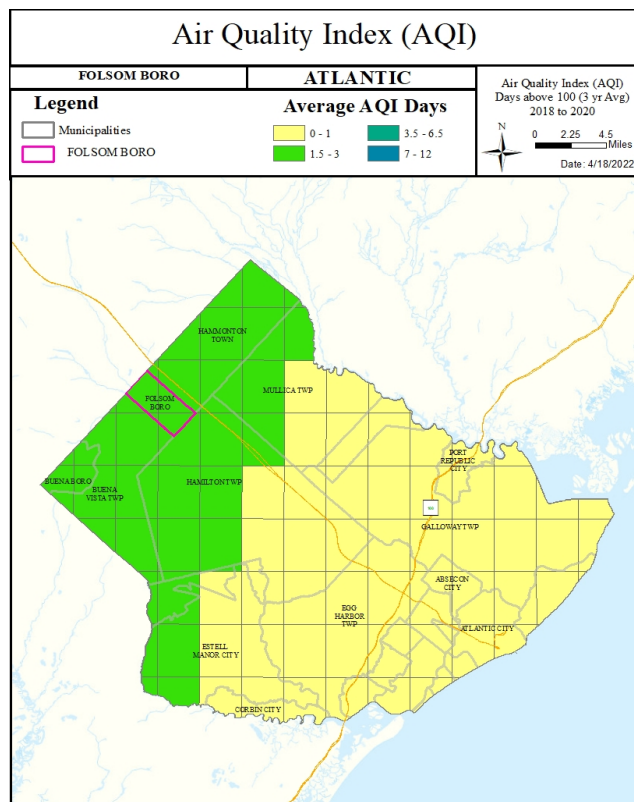 Air Quality Index (AQI)
FOLSOM BORO
ATLANTIC
Legend
Municipalities
FOLSOM BORO
Average AQI Days
0 - 1
1.5 - 3
3.5 - 6.5
7 - 12
Air Quality Index (AQI)
Days above 100 (3 yr Avg)
2018 to 2020
N
0 2.25 4.5
Miles
Date: 4/18/2022
HAMMONTON
TOWN
MULLICA TWP
FOLSOM
BORO
PORT
REPUBLIC
CITY
BUENA BORO
BUENA
VISTA TWP
HAMILTON TWP
GALLOWAY TWP
ABSECON
CITY
EGG
HARBOR
TWP
ATLANTIC CITY
ESTELL
MANOR CITY
CORBIN CITY